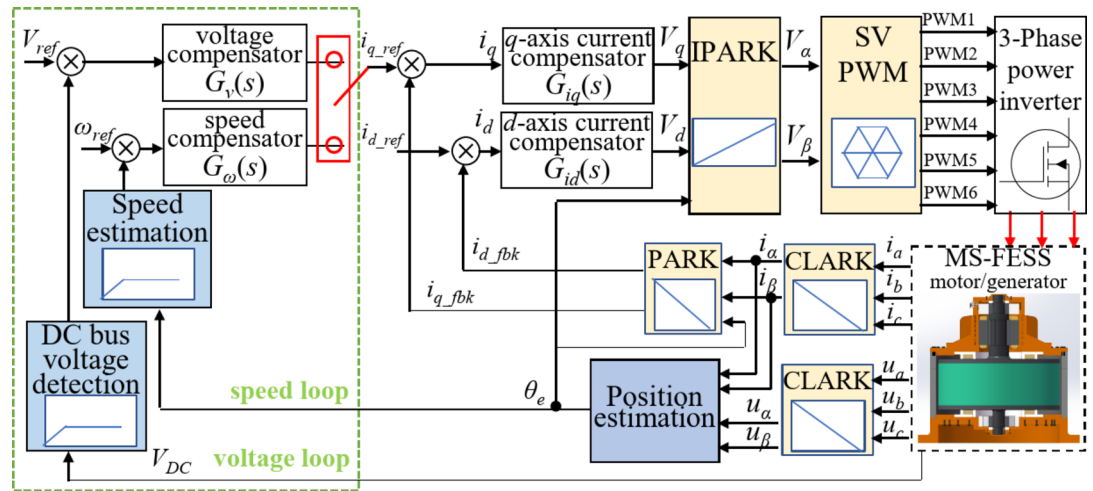 V_ref
voltage
compensator
G_v(s)
i_q_ref
i_q
q-axis current
compensator
G_iq(s)
V_q
IPARK
V_α
SV
PWM
PWM1
PWM2
PWM3
PWM4
PWM5
PWM6
3-Phase
power
inverter
ω_ref
speed
compensator
G_ω(s)
i_d_ref
i_d
d-axis current
compensator
G_id(s)
V_d
V_β
Speed
estimation
i_d_fbk
i_q_fbk
PARK
i_α
i_β
CLARK
i_a
i_b
i_c
MS-FESS
motor/generator
DC bus
voltage
detection
speed loop
θ_e
Position
estimation
u_α
u_β
CLARK
u_a
u_b
u_c
V_DC
voltage loop